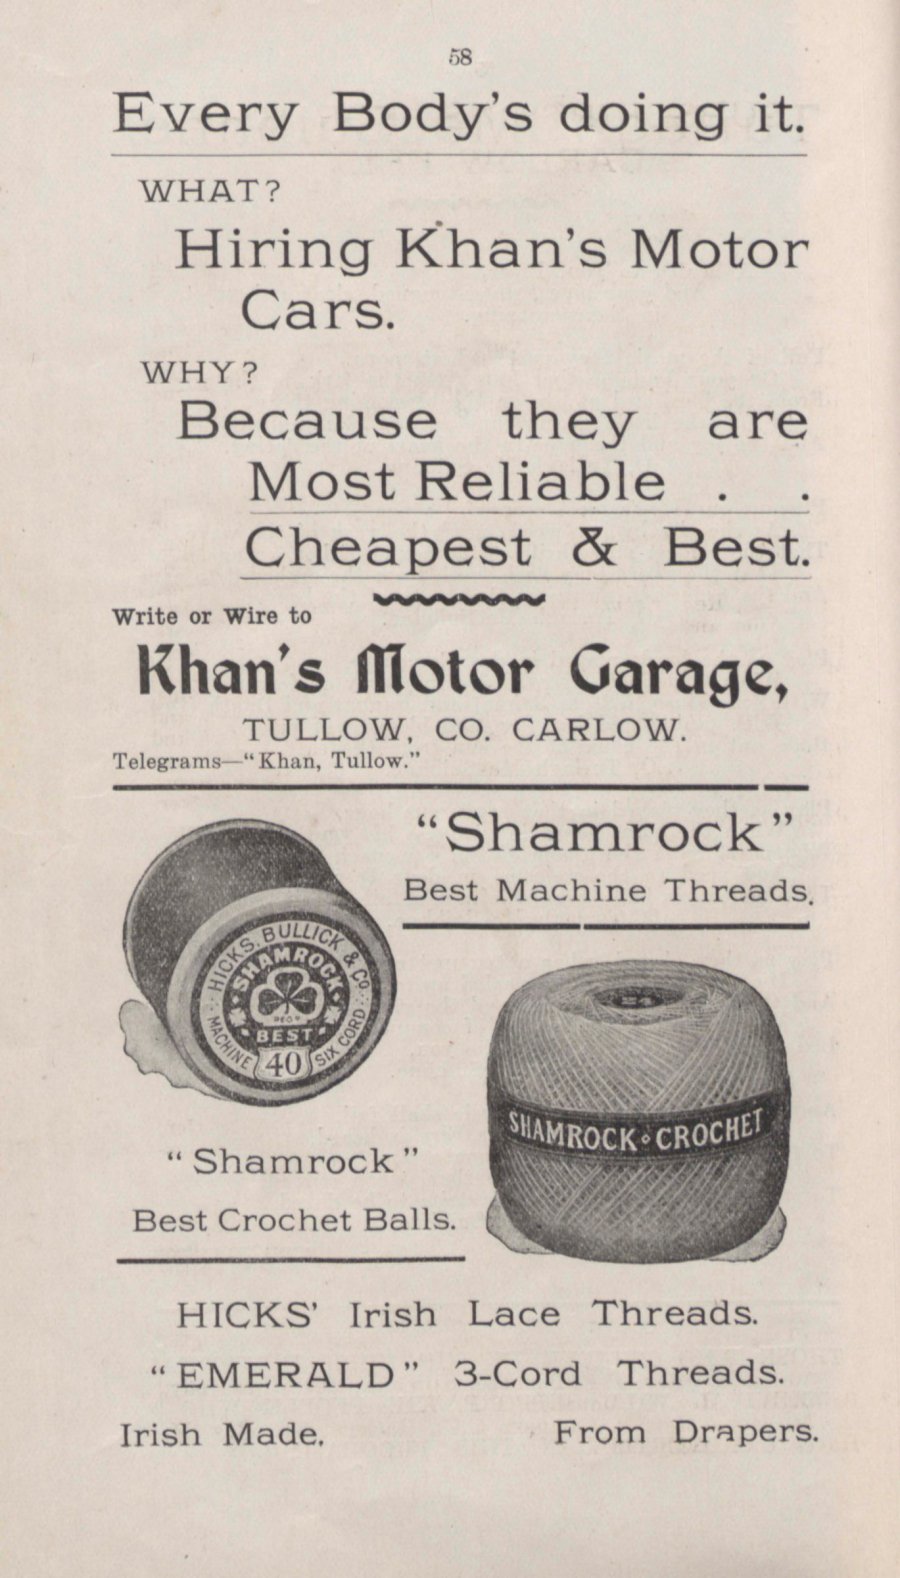 58
Every Body's doing it.
WHAT?
Hiring Khan's Motor
Cars.
WHY?
Because they are
Most Reliable . .
Cheapest & Best.
Write or Wire to
Khan's Motor Garage,
TULLOW, CO. CARLOW.
Telegrams—"Khan, Tullow."
"Shamrock"
Best Machine Threads.
HICKS, BULLICK & Co
SHAMROCK
BEST
MACHINE 40 SIX CORD
24
SHAMROCK CROCHET
"Shamrock"
Best Crochet Balls.
HICKS' Irish Lace Threads.
"EMERALD" 3-Cord Threads.
Irish Made. From Drapers.